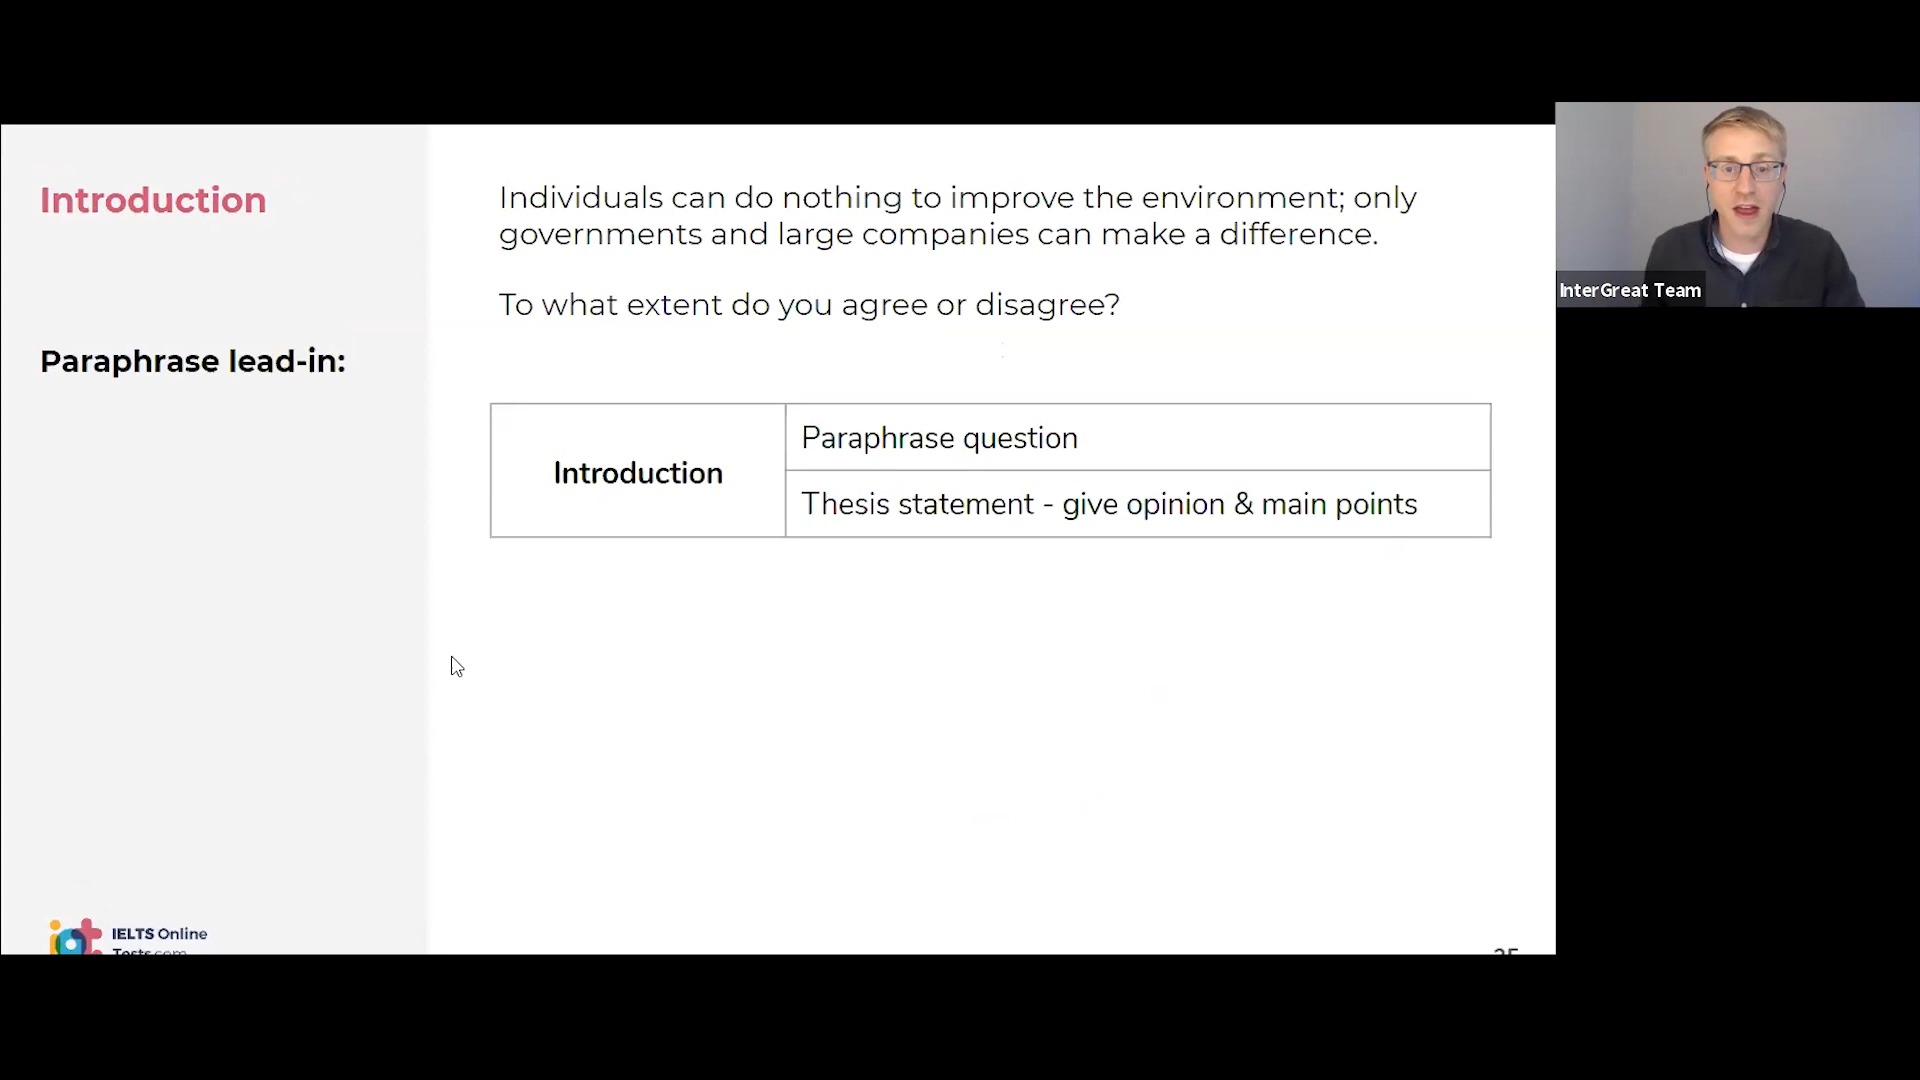 Introduction
Individuals can do nothing to improve the environment; only
governments and large companies can make a difference.
To what extent do you agree or disagree?
Paraphrase lead-in:
Introduction
Paraphrase question
Thesis statement - give opinion & main points
InterGreat Team
IELTS Online
Tests.com